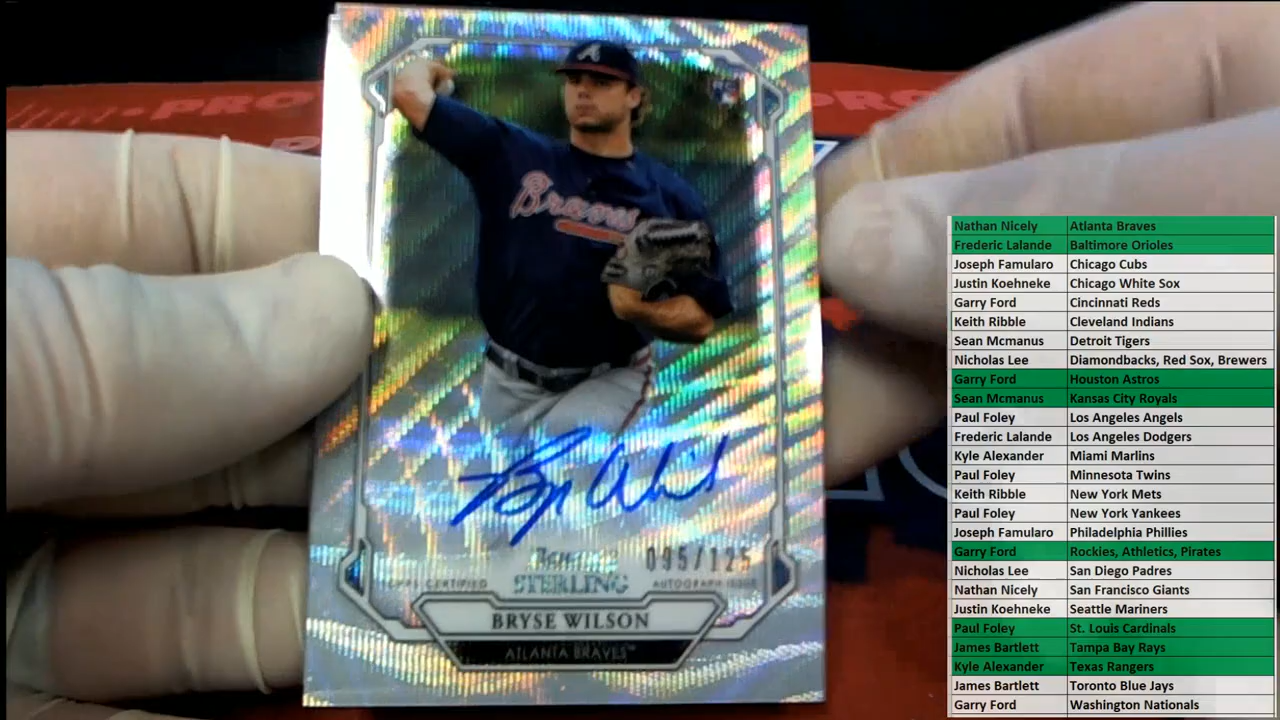 PRO
PRO
A
RC
Braves
095/125
TOPPS CERTIFIED
STERLING
AUTOGRAPH ISSUE
BRYSE WILSON
ATLANTA BRAVES™
Nathan Nicely Atlanta Braves
Frederic Lalande Baltimore Orioles
Joseph Famularo Chicago Cubs
Justin Koehneke Chicago White Sox
Garry Ford Cincinnati Reds
Keith Ribble Cleveland Indians
Sean Mcmanus Detroit Tigers
Nicholas Lee Diamondbacks, Red Sox, Brewers
Garry Ford Houston Astros
Sean Mcmanus Kansas City Royals
Paul Foley Los Angeles Angels
Frederic Lalande Los Angeles Dodgers
Kyle Alexander Miami Marlins
Paul Foley Minnesota Twins
Keith Ribble New York Mets
Paul Foley New York Yankees
Joseph Famularo Philadelphia Phillies
Garry Ford Rockies, Athletics, Pirates
Nicholas Lee San Diego Padres
Nathan Nicely San Francisco Giants
Justin Koehneke Seattle Mariners
Paul Foley St. Louis Cardinals
James Bartlett Tampa Bay Rays
Kyle Alexander Texas Rangers
James Bartlett Toronto Blue Jays
Garry Ford Washington Nationals